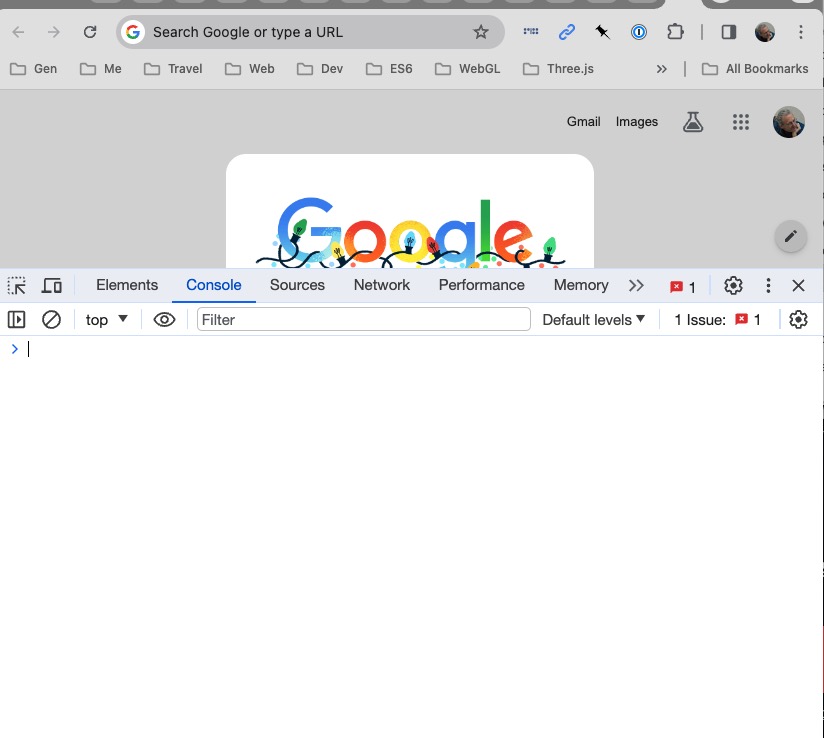 Search Google or type a URL
Gen Me Travel Web Dev ES6 WebGL Three.js » All Bookmarks
Gmail Images
Google
Elements Console Sources Network Performance Memory » 1
top Filter Default levels 1 Issue: 1
>